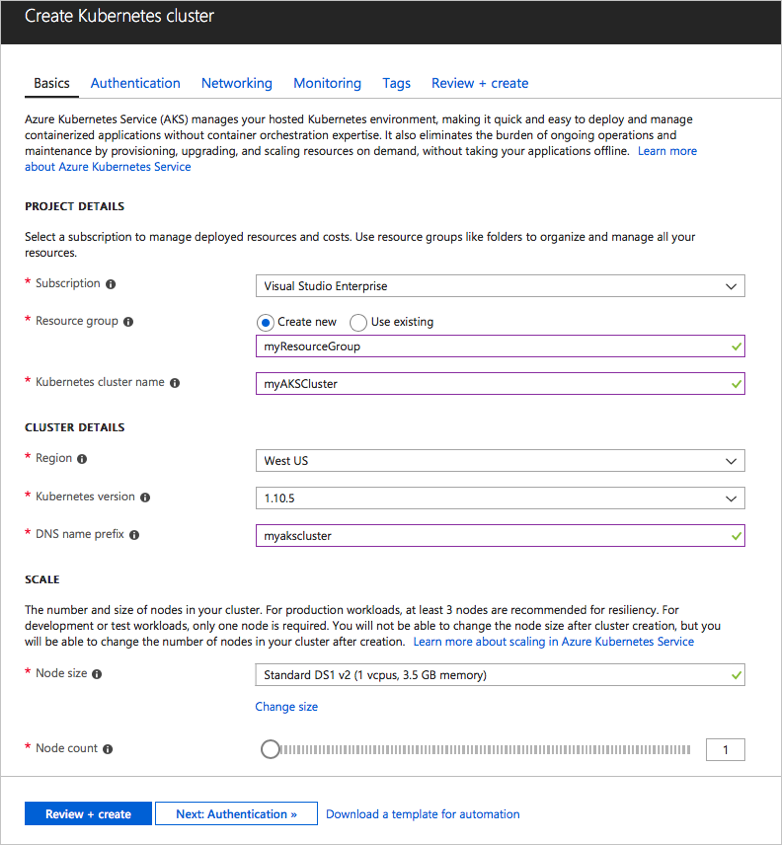 Create Kubernetes cluster
Basics Authentication Networking Monitoring Tags Review + create
Azure Kubernetes Service (AKS) manages your hosted Kubernetes environment, making it quick and easy to deploy and manage
containerized applications without container orchestration expertise. It also eliminates the burden of ongoing operations and
maintenance by provisioning, upgrading, and scaling resources on demand, without taking your applications offline. Learn more
about Azure Kubernetes Service
PROJECT DETAILS
Select a subscription to manage deployed resources and costs. Use resource groups like folders to organize and manage all your
resources.
* Subscription Visual Studio Enterprise
* Resource group Create new Use existing
myResourceGroup
* Kubernetes cluster name myAKSCluster
CLUSTER DETAILS
* Region West US
* Kubernetes version 1.10.5
* DNS name prefix myakscluster
SCALE
The number and size of nodes in your cluster. For production workloads, at least 3 nodes are recommended for resiliency. For
development or test workloads, only one node is required. You will not be able to change the node size after cluster creation, but you
will be able to change the number of nodes in your cluster after creation. Learn more about scaling in Azure Kubernetes Service
* Node size Standard DS1 v2 (1 vcpus, 3.5 GB memory)
Change size
* Node count 1
Review + create Next: Authentication » Download a template for automation